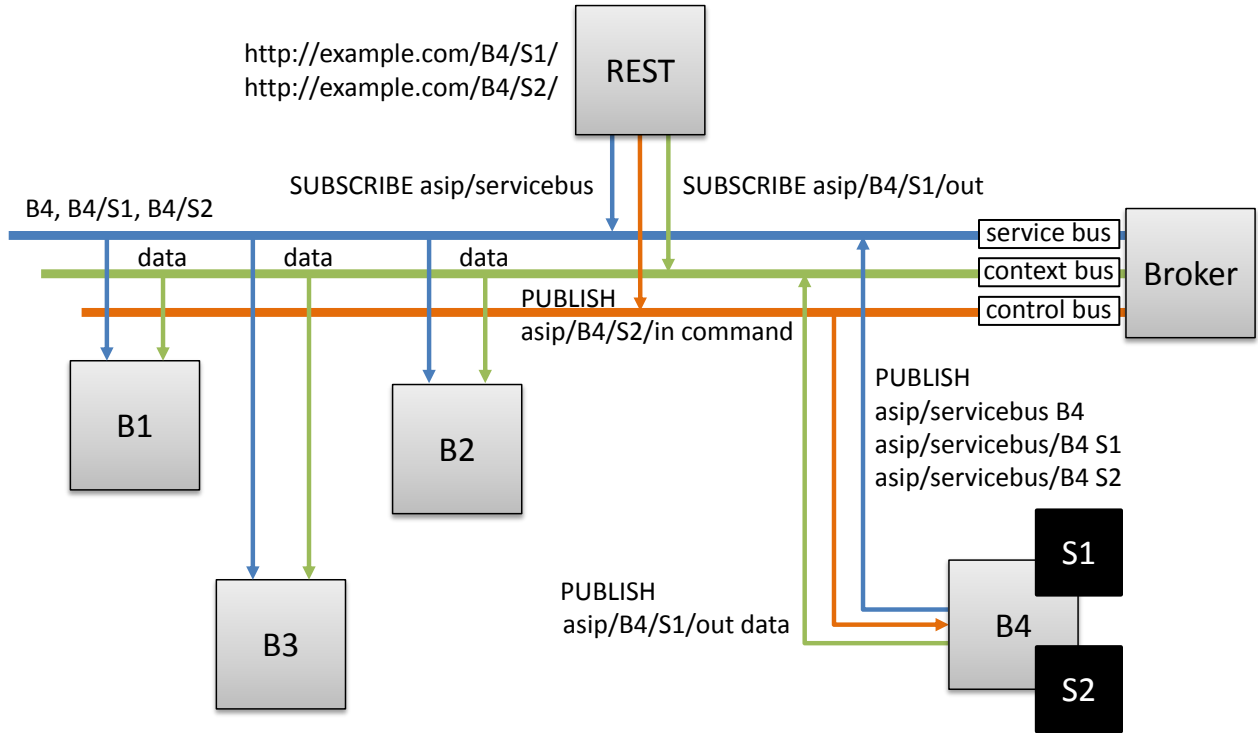 http://example.com/B4/S1/
http://example.com/B4/S2/
REST
SUBSCRIBE asip/servicebus
SUBSCRIBE asip/B4/S1/out
B4, B4/S1, B4/S2
service bus
data
data
data
context bus
Broker
PUBLISH
asip/B4/S2/in command
control bus
B1
B2
PUBLISH
asip/servicebus B4
asip/servicebus/B4 S1
asip/servicebus/B4 S2
B3
PUBLISH
asip/B4/S1/out data
S1
B4
S2